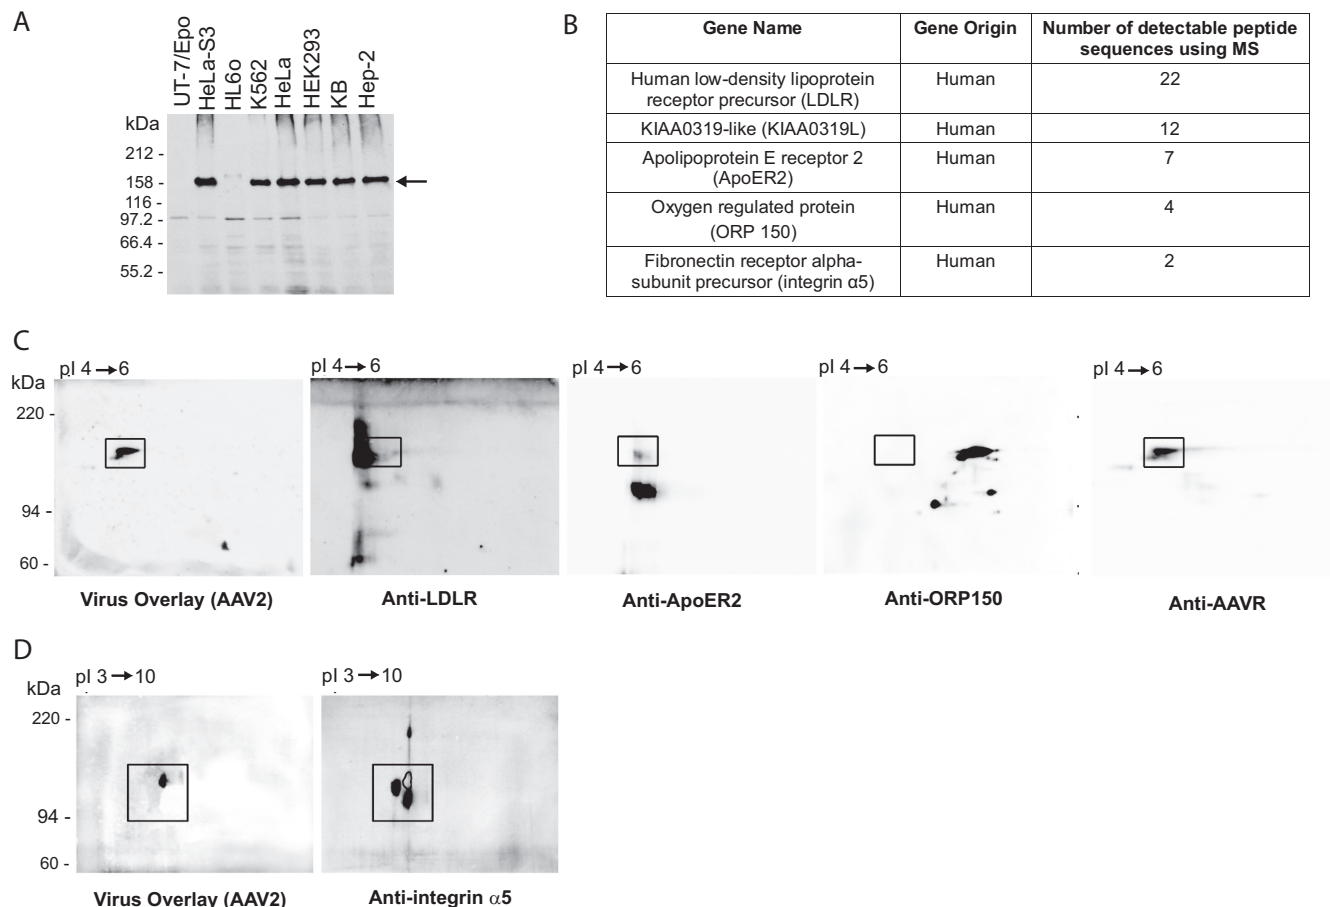 A
UT-7/Epo
HeLa-S3
HL6o
K562
HeLa
HEK293
KB
Hep-2
kDa
212 -
158 -
116 -
97.2 -
66.4 -
55.2 -
B
Gene Name
Gene Origin
Number of detectable peptide
sequences using MS
Human low-density lipoprotein
receptor precursor (LDLR)
Human
22
KIAA0319-like (KIAA0319L)
Human
12
Apolipoprotein E receptor 2
(ApoER2)
Human
7
Oxygen regulated protein
(ORP 150)
Human
4
Fibronectin receptor alpha-
subunit precursor (integrin α5)
Human
2
C
kDa
220 -
94 -
60 -
pI 4 → 6
Virus Overlay (AAV2)
pI 4 → 6
Anti-LDLR
pI 4 → 6
Anti-ApoER2
pI 4 → 6
Anti-ORP150
pI 4 → 6
Anti-AAVR
D
kDa
220 -
94 -
60 -
pI 3 → 10
Virus Overlay (AAV2)
pI 3 → 10
Anti-integrin α5